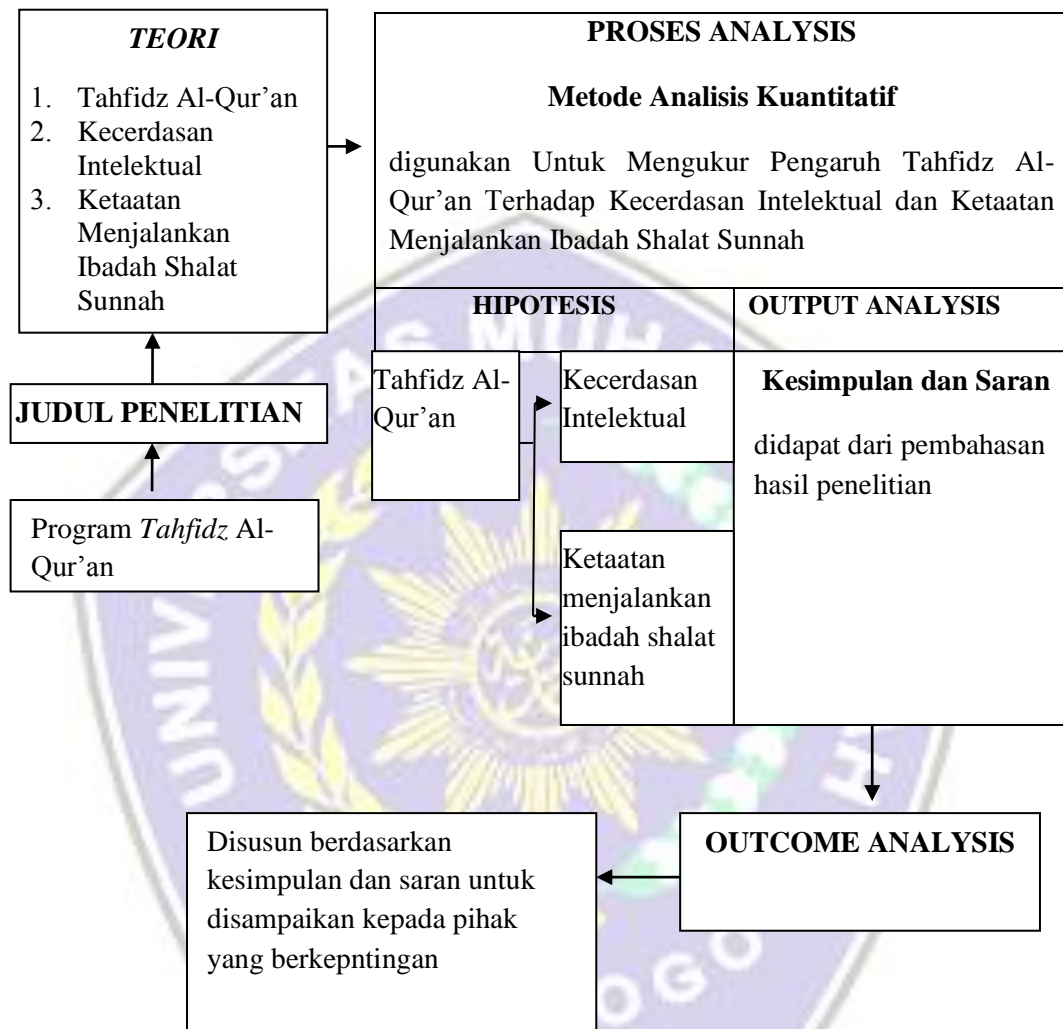 TEORI
1. Tahfidz Al-Qur’an
2. Kecerdasan
Intelektual
3. Ketaatan
Menjalankan
Ibadah Shalat
Sunnah
PROSES ANALYSIS
Metode Analisis Kuantitatif
digunakan Untuk Mengukur Pengaruh Tahfidz Al-
Qur’an Terhadap Kecerdasan Intelektual dan Ketaatan
Menjalankan Ibadah Shalat Sunnah
JUDUL PENELITIAN
Program Tahfidz Al-
Qur’an
HIPOTESIS
Tahfidz Al-
Qur’an
Kecerdasan
Intelektual
Ketaatan
menjalankan
ibadah shalat
sunnah
OUTPUT ANALYSIS
Kesimpulan dan Saran
didapat dari pembahasan
hasil penelitian
OUTCOME ANALYSIS
Disusun berdasarkan
kesimpulan dan saran untuk
disampaikan kepada pihak
yang berkepntingan
UNIVERSITAS MUH
OGO